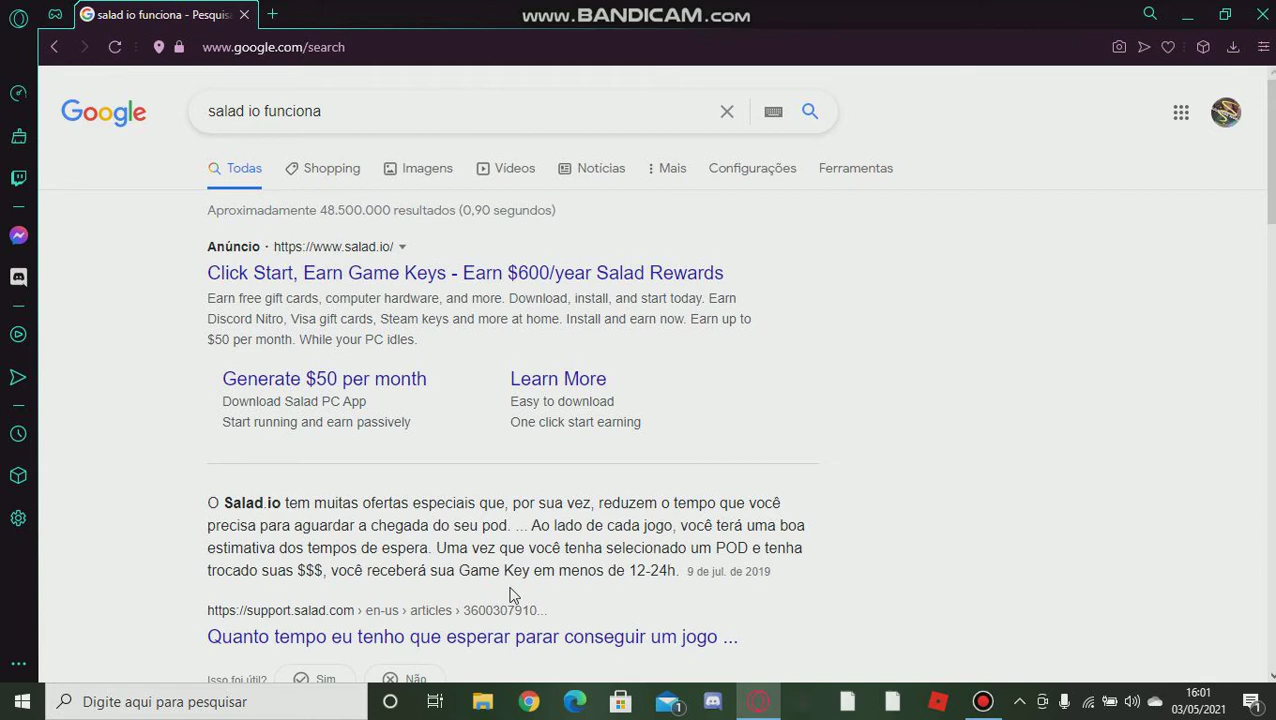 salad io funciona - Pesquisa
www.BANDICAM.com
www.google.com/search
Google
salad io funciona
Todas
Shopping
Imagens
Vídeos
Notícias
Mais
Configurações
Ferramentas
Aproximadamente 48.500.000 resultados (0,90 segundos)
Anúncio · https://www.salad.io/
Click Start, Earn Game Keys - Earn $600/year Salad Rewards
Earn free gift cards, computer hardware, and more. Download, install, and start today. Earn
Discord Nitro, Visa gift cards, Steam keys and more at home. Install and earn now. Earn up to
$50 per month. While your PC idles.
Generate $50 per month
Learn More
Download Salad PC App
Easy to download
Start running and earn passively
One click start earning
O Salad.io tem muitas ofertas especiais que, por sua vez, reduzem o tempo que você
precisa para aguardar a chegada do seu pod. ... Ao lado de cada jogo, você terá uma boa
estimativa dos tempos de espera. Uma vez que você tenha selecionado um POD e tenha
trocado suas $$$, você receberá sua Game Key em menos de 12-24h. 9 de jul. de 2019
https://support.salad.com › en-us › articles › 3600307910...
Quanto tempo eu tenho que esperar parar conseguir um jogo ...
Isso foi útil?
Sim
Não
Digite aqui para pesquisar
1
16:01
03/05/2021
1